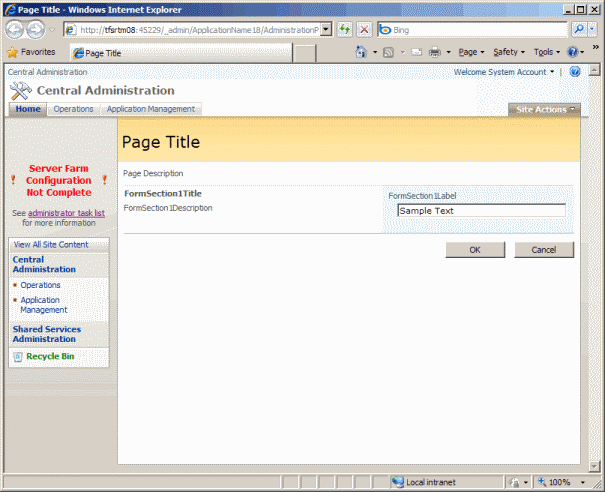 Page Title - Windows Internet Explorer
http://tfsrtm08:45229/_admin/ApplicationName1B/AdministrationP
Bing
Favorites
Page Title
Page
Safety
Tools
Central Administration
Welcome System Account
Central Administration
Home
Operations
Application Management
Site Actions
Page Title
Server Farm
Configuration
Not Complete
!
!
See administrator task list
for more information
Page Description
FormSection1Title
FormSection1Description
FormSection1Label
Sample Text
OK
Cancel
View All Site Content
Central
Administration
Operations
Application
Management
Shared Services
Administration
Recycle Bin
Local intranet
100%